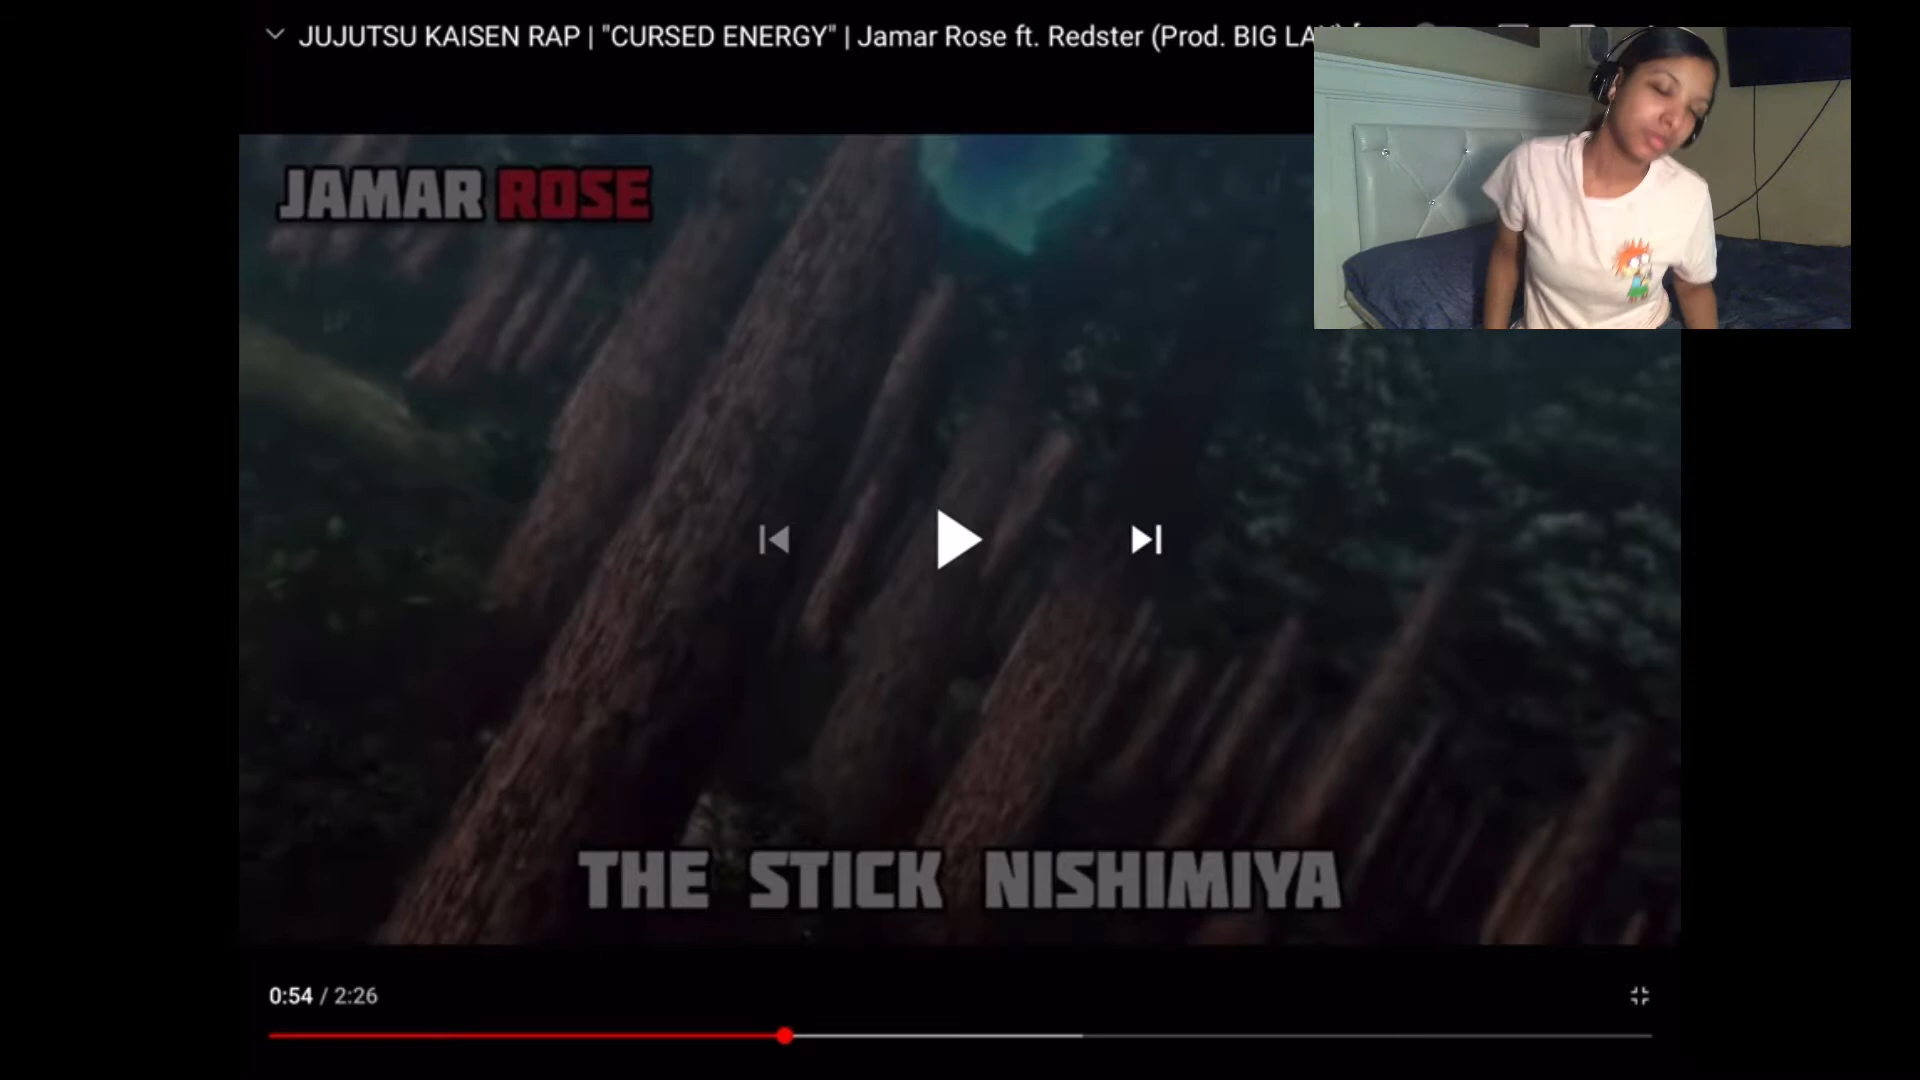 JUJUTSU KAISEN RAP | "CURSED ENERGY" | Jamar Rose ft. Redster (Prod. BIG
JAMAR ROSE
THE STICK NISHIMIYA
0:54 / 2:26